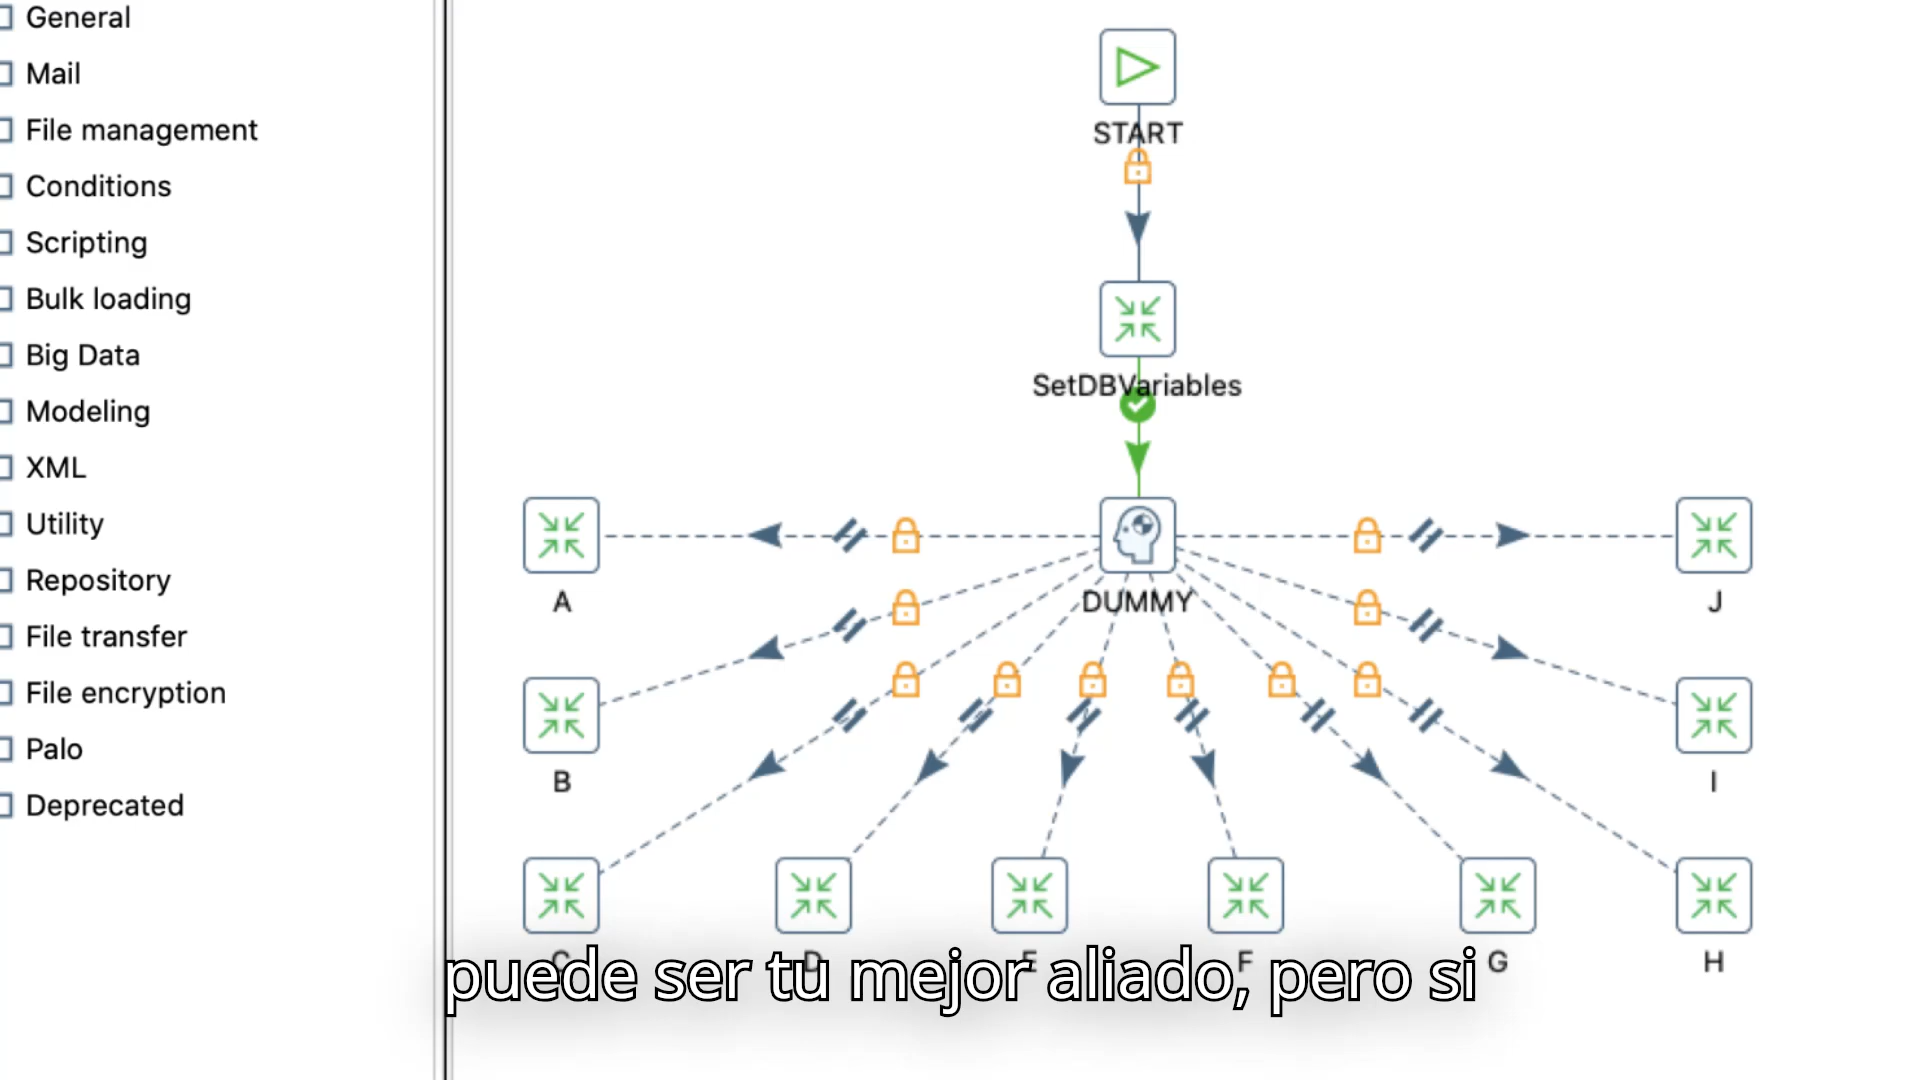 General
Mail
File management
Conditions
Scripting
Bulk loading
Big Data
Modeling
XML
Utility
Repository
File transfer
File encryption
Palo
Deprecated
START
SetDBVariables
DUMMY
A
J
B
I
C
D
E
F
G
H
puede ser tu mejor aliado, pero si